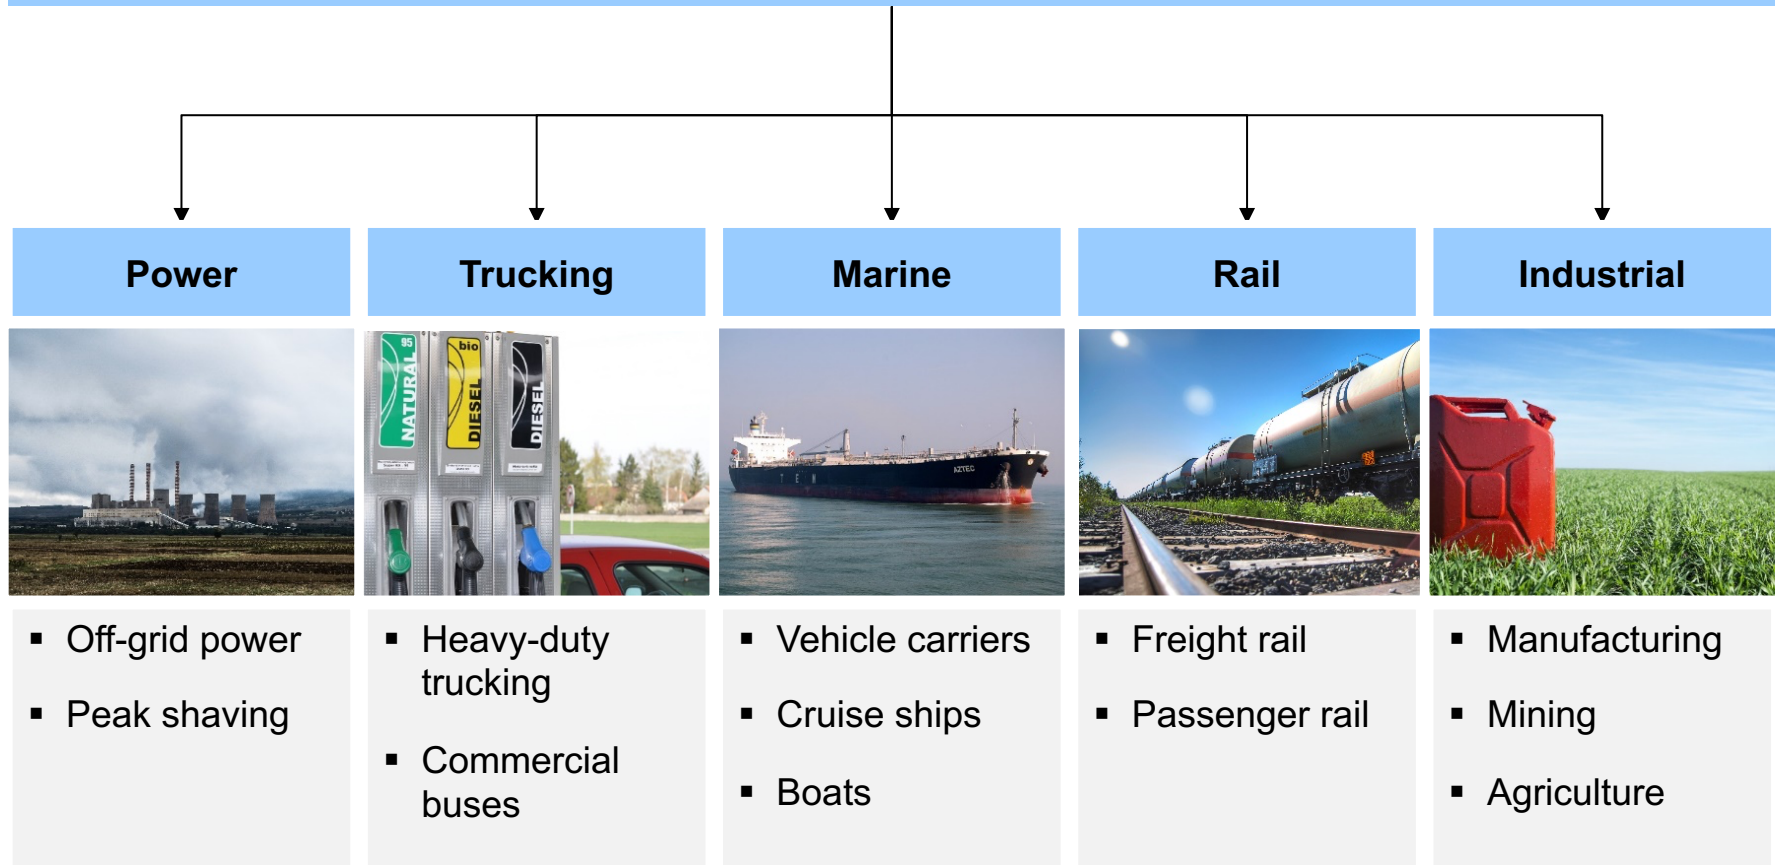 Power
Trucking
Marine
Rail
Industrial
95
NATURAL
bio
DIESEL
DIESEL
TEN
AZTEC
Off-grid power
Peak shaving
Heavy-duty
trucking
Commercial
buses
Vehicle carriers
Cruise ships
Boats
Freight rail
Passenger rail
Manufacturing
Mining
Agriculture